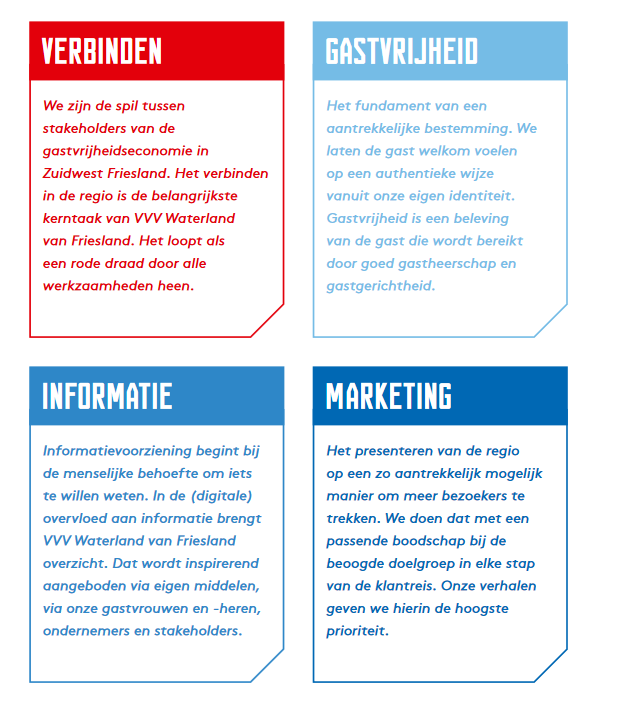 VERBINDEN
We zijn de spil tussen
stakeholders van de
gastvrijheidseconomie in
Zuidwest Friesland. Het verbinden
in de regio is de belangrijkste
kerntaak van VVV Waterland
van Friesland. Het loopt als
een rode draad door alle
werkzaamheden heen.
GASTVRIJHEID
Het fundament van een
aantrekkelijke bestemming. We
laten de gast welkom voelen
op een authentieke wijze
vanuit onze eigen identiteit.
Gastvrijheid is een beleving
van de gast die wordt bereikt
door goed gastheerschap en
gastgerichtheid.
INFORMATIE
Informatievoorziening begint bij
de menselijke behoefte om iets
te willen weten. In de (digitale)
overvloed aan informatie brengt
VVV Waterland van Friesland
overzicht. Dat wordt inspirerend
aangeboden via eigen middelen,
via onze gastvrouwen en -heren,
ondernemers en stakeholders.
MARKETING
Het presenteren van de regio
op een zo aantrekkelijk mogelijk
manier om meer bezoekers te
trekken. We doen dat met een
passende boodschap bij de
beoogde doelgroep in elke stap
van de klantreis. Onze verhalen
geven we hierin de hoogste
prioriteit.